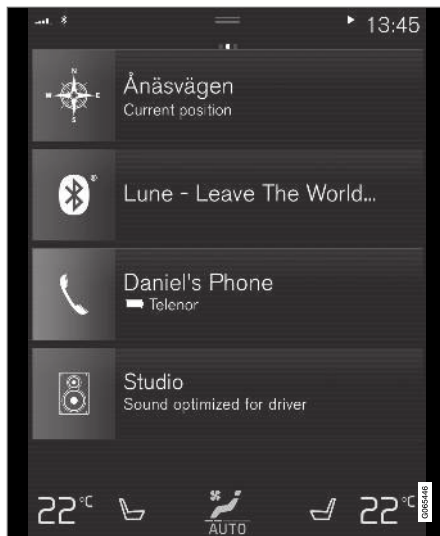 13:45
N
W E
S
Ånäsvägen
Current position
Lune - Leave The World...
Daniel's Phone
Telenor
Studio
Sound optimized for driver
22°C
AUTO
22°C
G065446